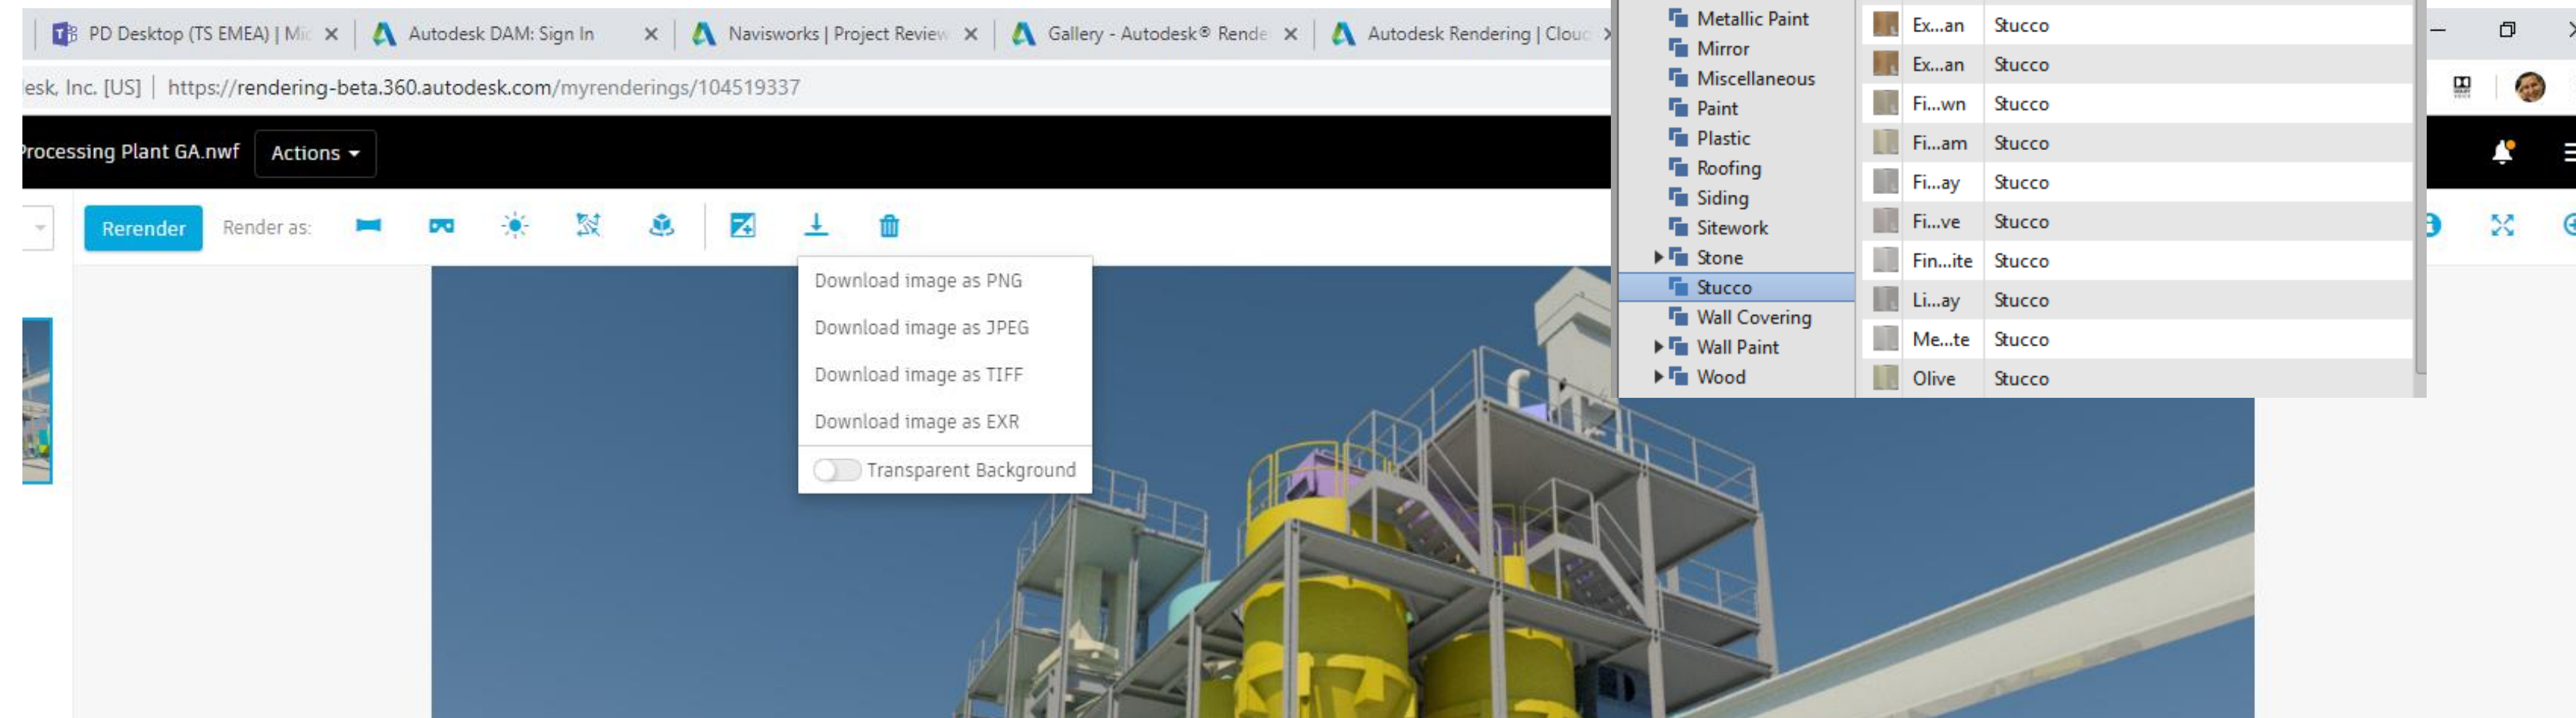 PD Desktop (TS EMEA) | Mic
Autodesk DAM: Sign In
Navisworks | Project Review
Gallery - Autodesk® Rende
Autodesk Rendering | Clou
esk, Inc. [US] | https://rendering-beta.360.autodesk.com/myrenderings/104519337
Processing Plant GA.nwf
Actions
Rerender
Render as:
Download image as PNG
Download image as JPEG
Download image as TIFF
Download image as EXR
Transparent Background
Metallic Paint
Mirror
Miscellaneous
Paint
Plastic
Roofing
Siding
Sitework
Stone
Stucco
Wall Covering
Wall Paint
Wood
Ex...an Stucco
Ex...an Stucco
Fi...wn Stucco
Fi...am Stucco
Fi...ay Stucco
Fi...ve Stucco
Fin...ite Stucco
Li...ay Stucco
Me...te Stucco
Olive Stucco